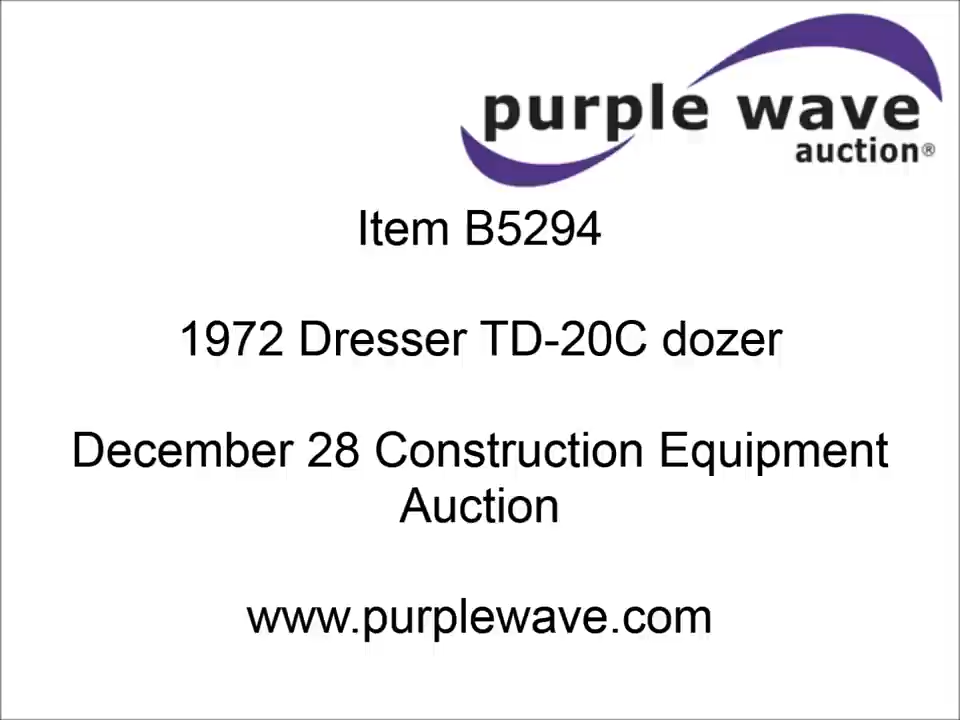 purple wave
auction®
Item B5294
1972 Dresser TD-20C dozer
December 28 Construction Equipment
Auction
www.purplewave.com